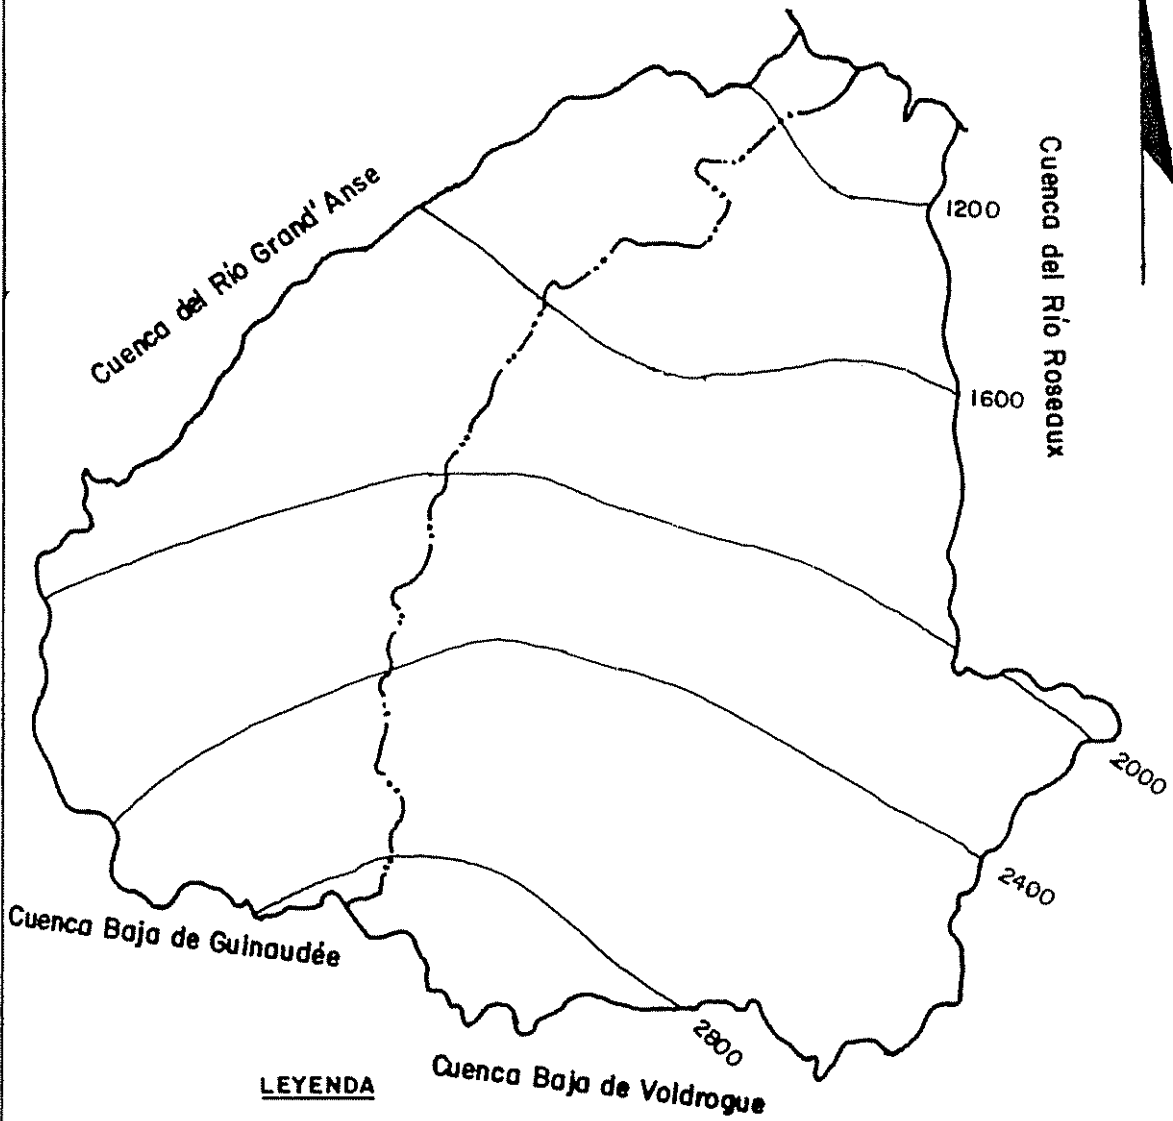 Cuenca del Río Grand' Anse
Cuenca del Río Roseaux
1200
1600
2000
2400
Cuenca Baja de Guinaudée
2800
Cuenca Baja de Voldrogue
LEYENDA